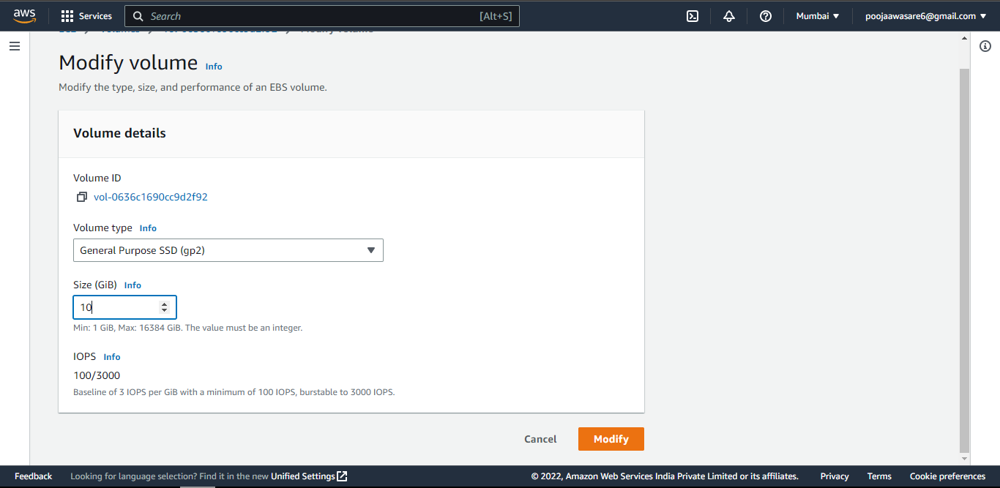 aws
Services
Search
[Alt+S]
Mumbai
poojaawasare6@gmail.com
Modify volume Info
Modify the type, size, and performance of an EBS volume.
Volume details
Volume ID
vol-0636c1690cc9d2f92
Volume type Info
General Purpose SSD (gp2)
Size (GiB) Info
10
Min: 1 GiB, Max: 16384 GiB. The value must be an integer.
IOPS Info
100/3000
Baseline of 3 IOPS per GiB with a minimum of 100 IOPS, burstable to 3000 IOPS.
Cancel
Modify
Feedback
Looking for language selection? Find it in the new Unified Settings
© 2022, Amazon Web Services India Private Limited or its affiliates.
Privacy
Terms
Cookie preferences